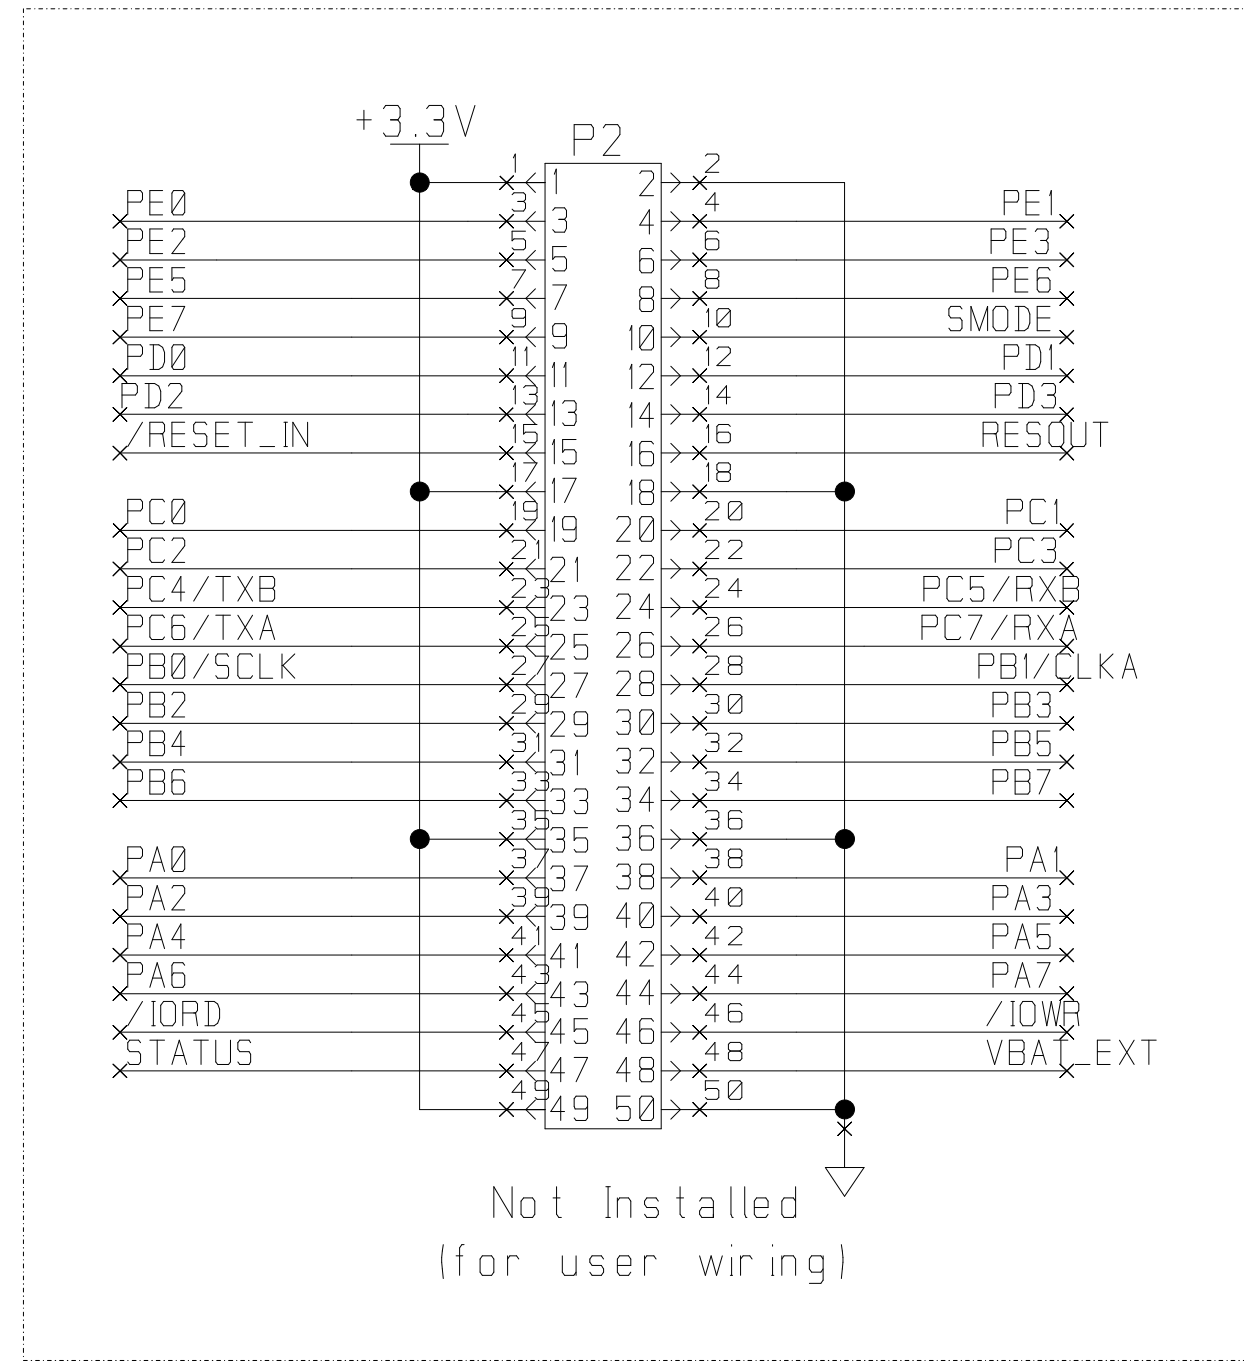 +3.3V
P2
1 1 2 2
PE0 3 3 4 4 PE1
PE2 5 5 6 6 PE3
PE5 7 7 8 8 PE6
PE7 9 9 10 10 SMODE
PD0 11 11 12 12 PD1
PD2 13 13 14 14 PD3
/RESET_IN 15 15 16 16 RESOUT
17 17 18 18
PC0 19 19 20 20 PC1
PC2 21 21 22 22 PC3
PC4/TXB 23 23 24 24 PC5/RXB
PC6/TXA 25 25 26 26 PC7/RXA
PB0/SCLK 27 27 28 28 PB1/CLKA
PB2 29 29 30 30 PB3
PB4 31 31 32 32 PB5
PB6 33 33 34 34 PB7
35 35 36 36
PA0 37 37 38 38 PA1
PA2 39 39 40 40 PA3
PA4 41 41 42 42 PA5
PA6 43 43 44 44 PA7
/IORD 45 45 46 46 /IOWR
STATUS 47 47 48 48 VBAT_EXT
49 49 50 50
Not Installed
(for user wiring)